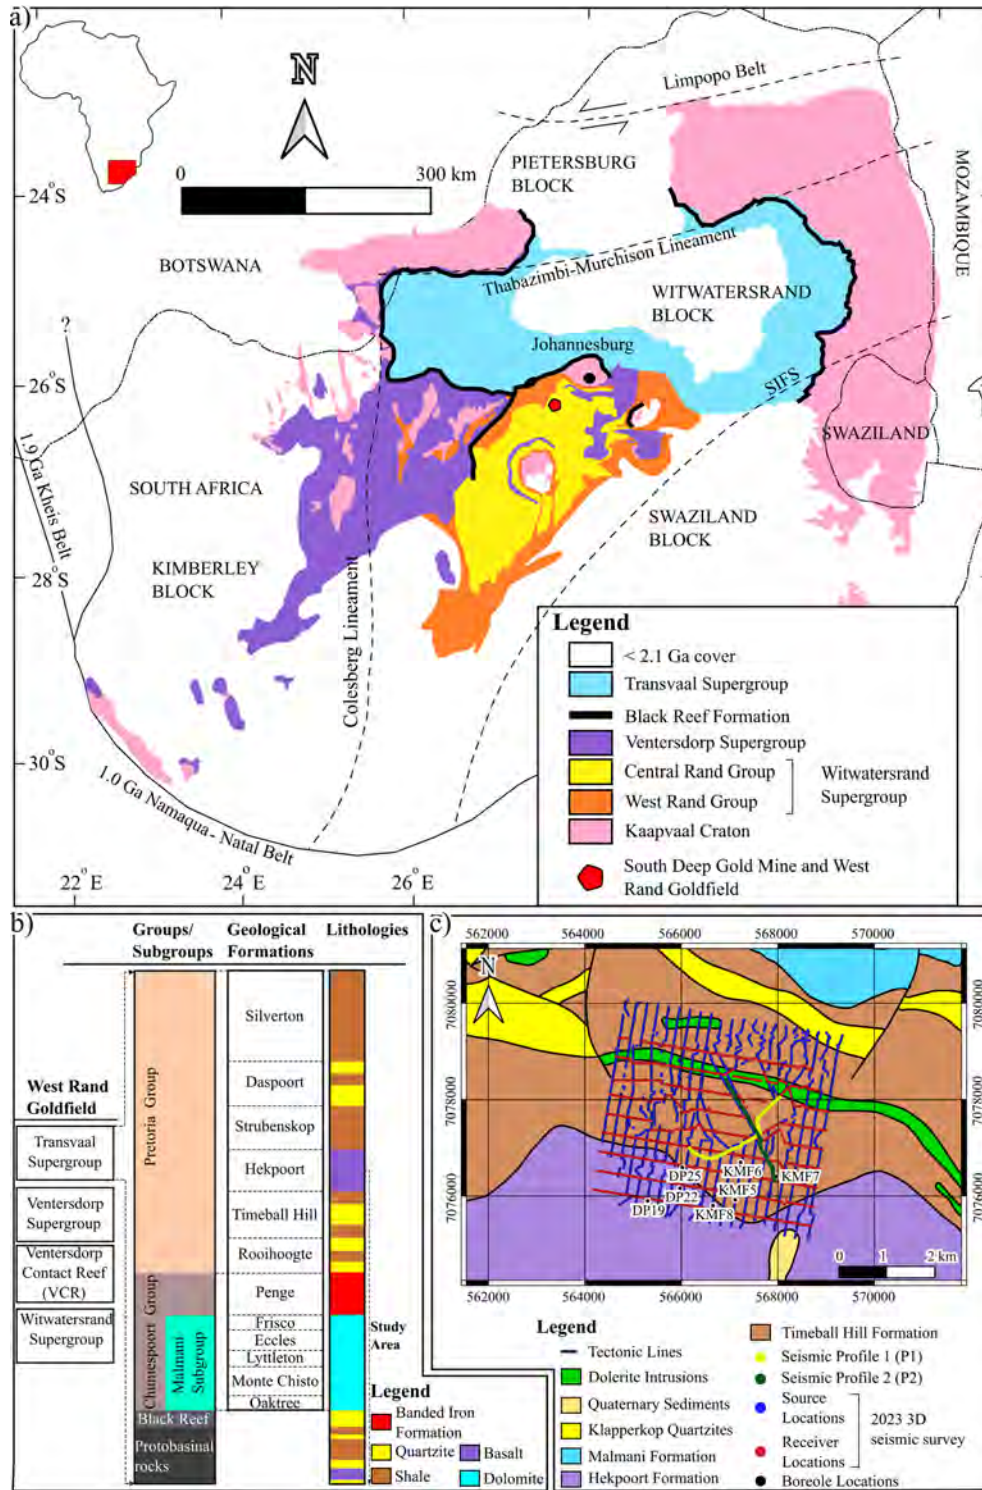 a)
N
0
300 km
Limpopo Belt
PIETERSBURG
BLOCK
MOZAMBIQUE
24°S
BOTSWANA
Thabazimbi-Murchison Lineament
WITWATERSRAND
BLOCK
?
Johannesburg
26°S
SIFS
SWAZILAND
1.9 Ga Kheis Belt
SOUTH AFRICA
SWAZILAND
BLOCK
KIMBERLEY
BLOCK
28°S
Colesberg Lineament
30°S
1.0 Ga Namaqua - Natal Belt
22°E
24°E
26°E
Legend
< 2.1 Ga cover
Transvaal Supergroup
Black Reef Formation
Ventersdorp Supergroup
Central Rand Group
West Rand Group
Witwatersrand
Supergroup
Kaapvaal Craton
South Deep Gold Mine and West
Rand Goldfield
b)
Groups/
Subgroups
Geological
Formations
Lithologies
West Rand
Goldfield
Transvaal
Supergroup
Ventersdorp
Supergroup
Ventersdorp
Contact Reef
(VCR)
Witwatersrand
Supergroup
Pretoria Group
Chuniespoort Group
Malmani
Subgroup
Black Reef
Protobasinal
rocks
Silverton
Daspoort
Strubenskop
Hekpoort
Timeball Hill
Rooihoogte
Penge
Frisco
Eccles
Lyttleton
Monte Chisto
Oaktree
Study
Area
Legend
Banded Iron
Formation
Quartzite
Basalt
Shale
Dolomite
c)
562000
564000
566000
568000
570000
N
7080000
7080000
7078000
7078000
7076000
7076000
DP25
KMF6
KMF7
DP22
KMF5
DP19
KMF8
0
1
2 km
562000
564000
566000
568000
570000
Legend
Tectonic Lines
Dolerite Intrusions
Quaternary Sediments
Klapperkop Quartzites
Malmani Formation
Hekpoort Formation
Timeball Hill Formation
Seismic Profile 1 (P1)
Seismic Profile 2 (P2)
Source
Locations
Receiver
Locations
2023 3D
seismic survey
Borehole Locations